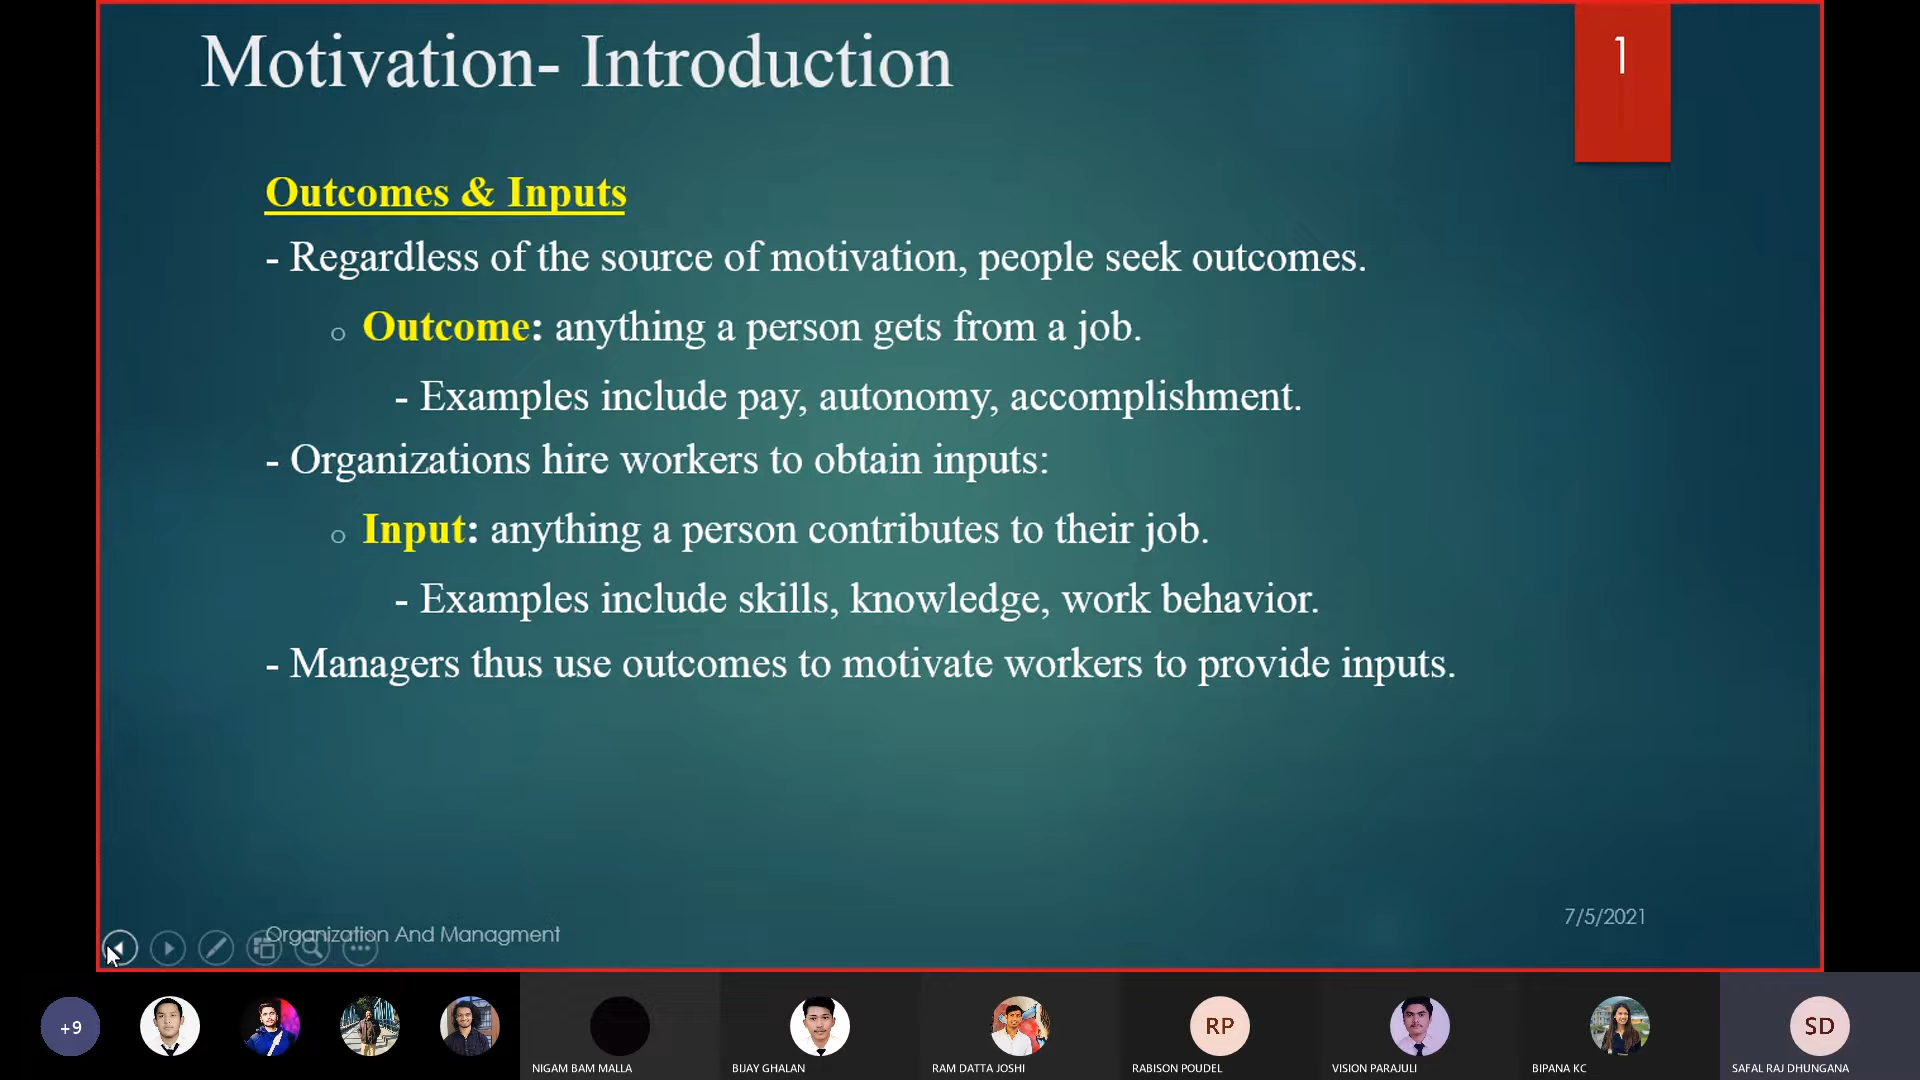 Motivation- Introduction
1
Outcomes & Inputs
- Regardless of the source of motivation, people seek outcomes.
o Outcome: anything a person gets from a job.
- Examples include pay, autonomy, accomplishment.
- Organizations hire workers to obtain inputs:
o Input: anything a person contributes to their job.
- Examples include skills, knowledge, work behavior.
- Managers thus use outcomes to motivate workers to provide inputs.
7/5/2021
Organization And Managment
+9
RP
SD
NIGAM BAM MALLA
BIJAY GHALAN
RAM DATTA JOSHI
RABISON POUDEL
VISION PARAJULI
BIPANA KC
SAFAL RAJ DHUNGANA